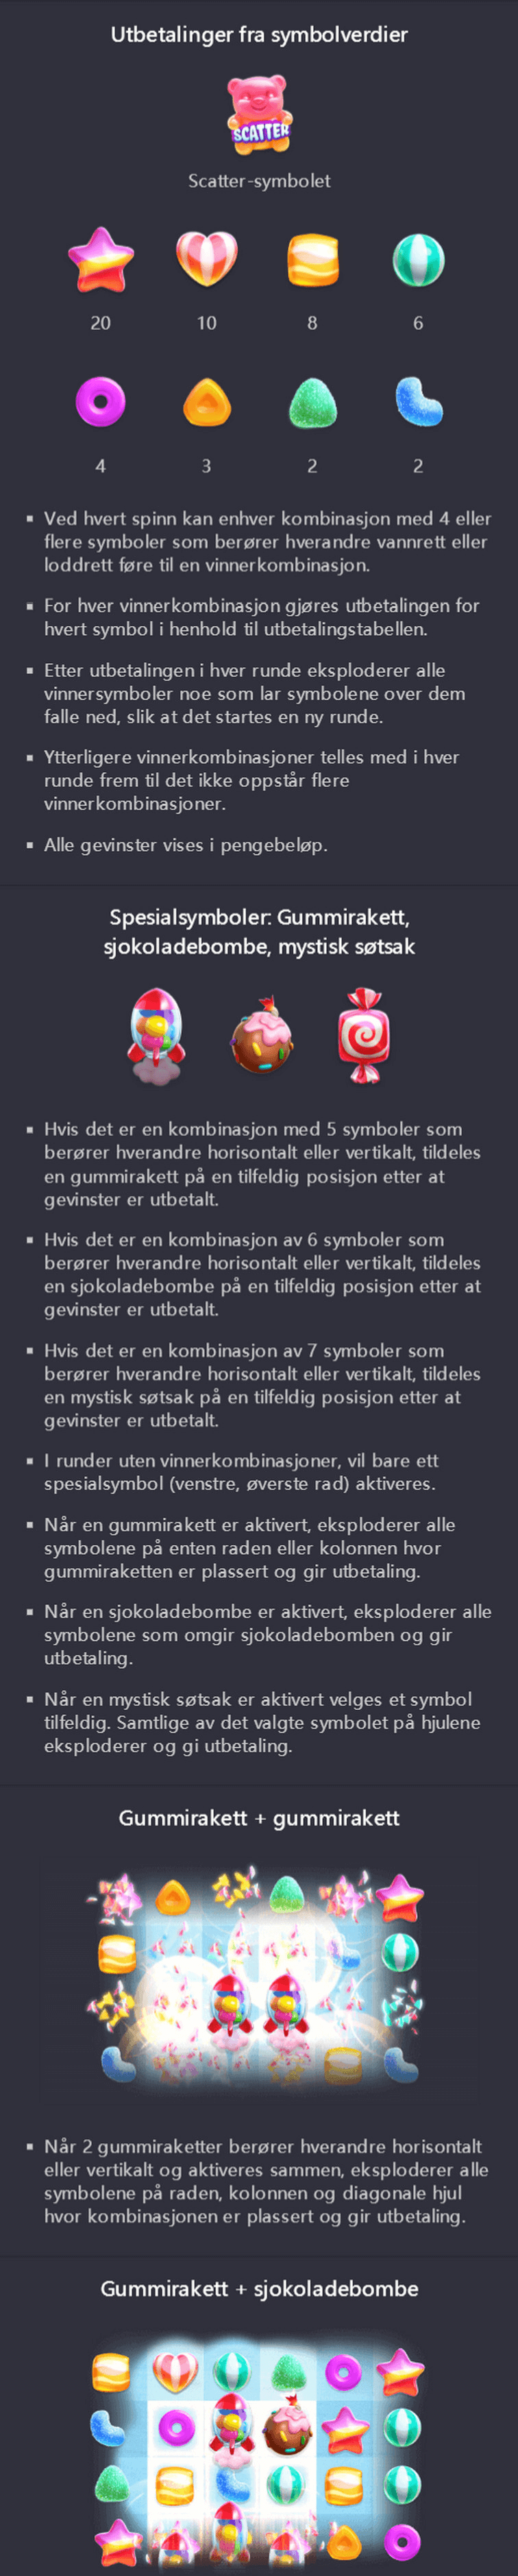 Utbetalinger fra symbolverdier
SCATTER
Scatter-symbolet
20 10 8 6
4 3 2 2
▪ Ved hvert spinn kan enhver kombinasjon med 4 eller
flere symboler som berører hverandre vannrett eller
loddrett føre til en vinnerkombinasjon.
▪ For hver vinnerkombinasjon gjøres utbetalingen for
hvert symbol i henhold til utbetalingstabellen.
▪ Etter utbetalingen i hver runde eksploderer alle
vinnersymboler noe som lar symbolene over dem
falle ned, slik at det startes en ny runde.
▪ Ytterligere vinnerkombinasjoner telles med i hver
runde frem til det ikke oppstår flere
vinnerkombinasjoner.
▪ Alle gevinster vises i pengebeløp.
Spesialsymboler: Gummirakett,
sjokoladebombe, mystisk søtsak
▪ Hvis det er en kombinasjon med 5 symboler som
berører hverandre horisontalt eller vertikalt, tildeles
en gummirakett på en tilfeldig posisjon etter at
gevinster er utbetalt.
▪ Hvis det er en kombinasjon av 6 symboler som
berører hverandre horisontalt eller vertikalt, tildeles
en sjokoladebombe på en tilfeldig posisjon etter at
gevinster er utbetalt.
▪ Hvis det er en kombinasjon av 7 symboler som
berører hverandre horisontalt eller vertikalt, tildeles
en mystisk søtsak på en tilfeldig posisjon etter at
gevinster er utbetalt.
▪ I runder uten vinnerkombinasjoner, vil bare ett
spesialsymbol (venstre, øverste rad) aktiveres.
▪ Når en gummirakett er aktivert, eksploderer alle
symbolene på enten raden eller kolonnen hvor
gummiraketten er plassert og gir utbetaling.
▪ Når en sjokoladebombe er aktivert, eksploderer alle
symbolene som omgir sjokoladebomben og gir
utbetaling.
▪ Når en mystisk søtsak er aktivert velges et symbol
tilfeldig. Samtlige av det valgte symbolet på hjulene
eksploderer og gi utbetaling.
Gummirakett + gummirakett
▪ Når 2 gummiraketter berører hverandre horisontalt
eller vertikalt og aktiveres sammen, eksploderer alle
symbolene på raden, kolonnen og diagonale hjul
hvor kombinasjonen er plassert og gir utbetaling.
Gummirakett + sjokoladebombe